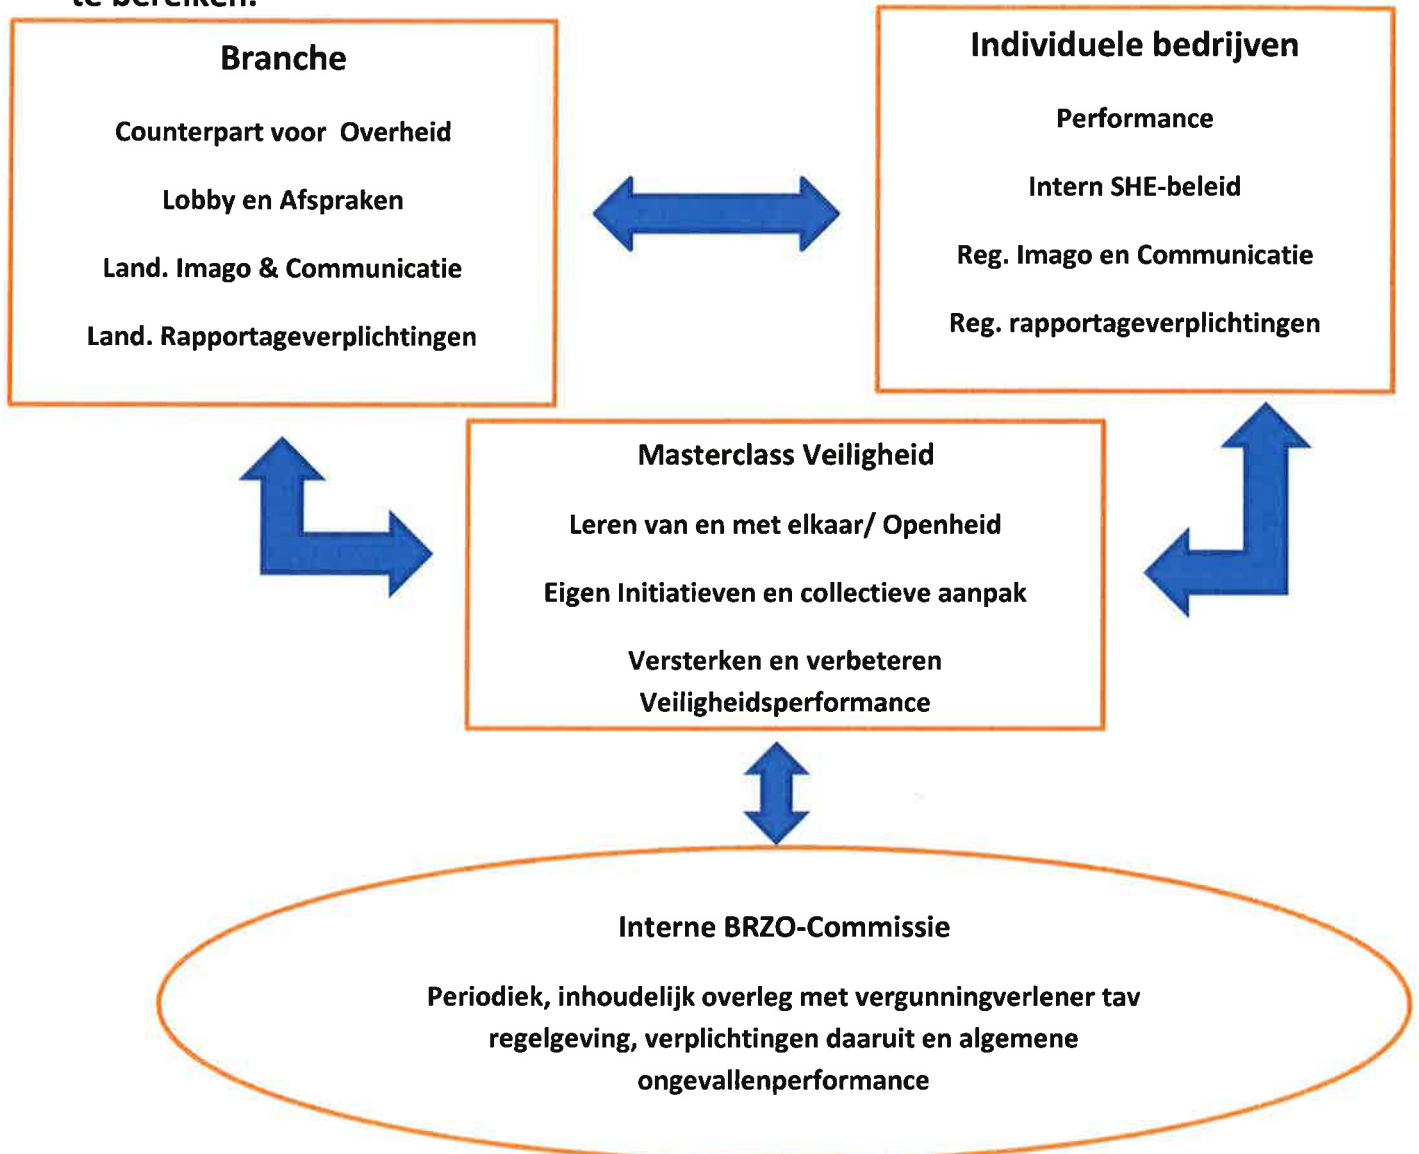 te bereiken.
Branche
Counterpart voor Overheid
Lobby en Afspraken
Land. Imago & Communicatie
Land. Rapportageverplichtingen
Individuele bedrijven
Performance
Intern SHE-beleid
Reg. Imago en Communicatie
Reg. rapportageverplichtingen
Masterclass Veiligheid
Leren van en met elkaar/ Openheid
Eigen Initiatieven en collectieve aanpak
Versterken en verbeteren
Veiligheidsperformance
Interne BRZO-Commissie
Periodiek, inhoudelijk overleg met vergunningverlener tav
regelgeving, verplichtingen daaruit en algemene
ongevallenperformance